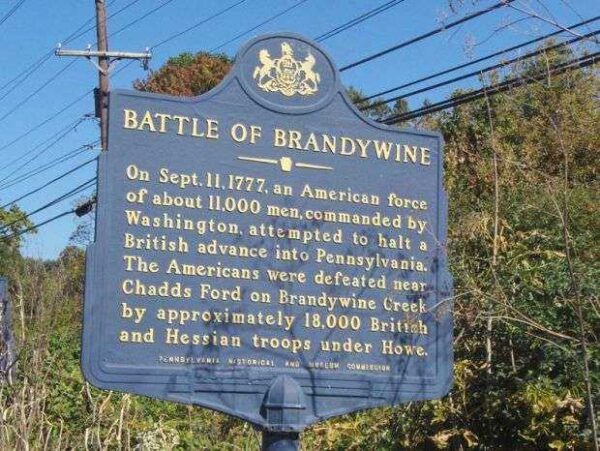 BATTLE OF BRANDYWINE
On Sept. 11, 1777, an American force
of about 11,000 men, commanded by
Washington, attempted to halt a
British advance into Pennsylvania.
The Americans were defeated near
Chadds Ford on Brandywine Creek
by approximately 18,000 British
and Hessian troops under Howe.
PENNSYLVANIA HISTORICAL AND MUSEUM COMMISSION